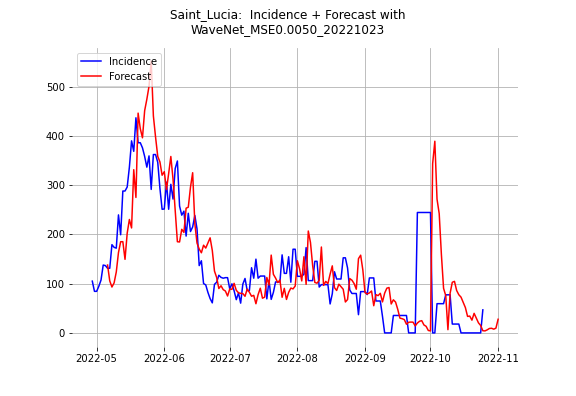 Saint_Lucia:  Incidence + Forecast with
WaveNet_MSE0.0050_20221023
Incidence
Forecast
500
400
300
200
100
0
2022-05 2022-06 2022-07 2022-08 2022-09 2022-10 2022-11